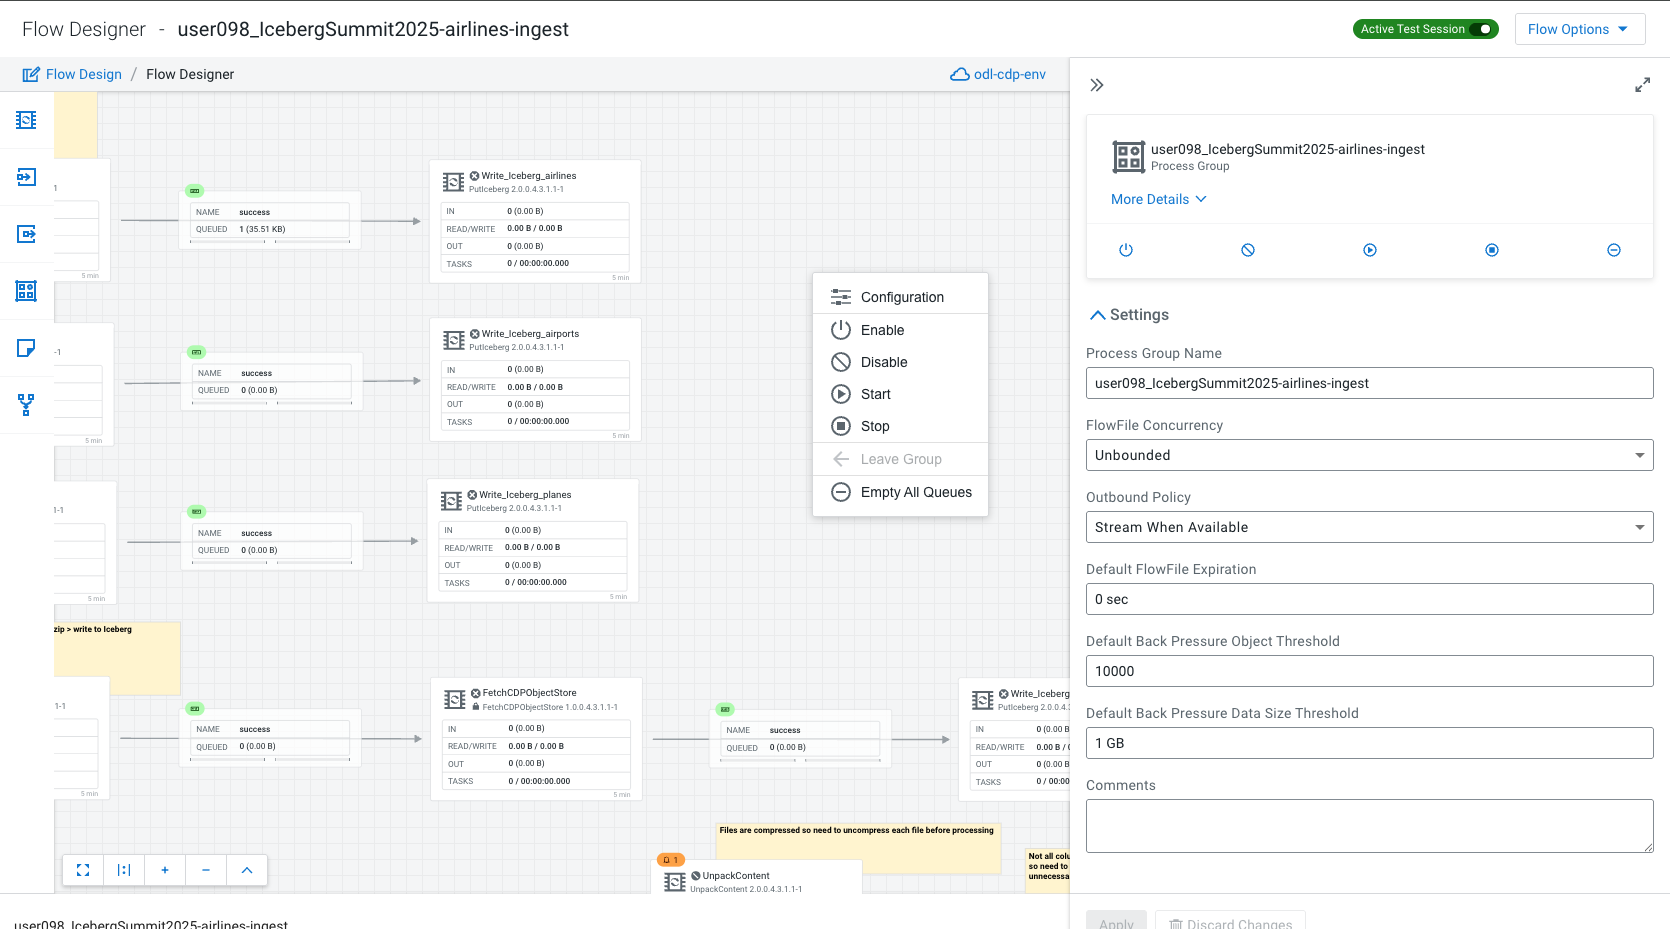 Flow Designer - user098_IcebergSummit2025-airlines-ingest
Active Test Session
Flow Options
Flow Design / Flow Designer
odl-cdp-env
1
5 min
NAME success
QUEUED 1 (35.51 KB)
Write_Iceberg_airlines
PutIceberg 2.0.0.4.3.1.1-1
IN 0 (0.00 B)
READ/WRITE 0.00 B / 0.00 B
OUT 0 (0.00 B)
TASKS 0 / 00:00:00.000
5 min
-1
5 min
NAME success
QUEUED 0 (0.00 B)
Write_Iceberg_airports
PutIceberg 2.0.0.4.3.1.1-1
IN 0 (0.00 B)
READ/WRITE 0.00 B / 0.00 B
OUT 0 (0.00 B)
TASKS 0 / 00:00:00.000
5 min
1-1
5 min
NAME success
QUEUED 0 (0.00 B)
Write_Iceberg_planes
PutIceberg 2.0.0.4.3.1.1-1
IN 0 (0.00 B)
READ/WRITE 0.00 B / 0.00 B
OUT 0 (0.00 B)
TASKS 0 / 00:00:00.000
5 min
Configuration
Enable
Disable
Start
Stop
Leave Group
Empty All Queues
zip > write to Iceberg
1-1
5 min
NAME success
QUEUED 0 (0.00 B)
FetchCDPObjectStore
FetchCDPObjectStore 1.0.0.4.3.1.1-1
IN 0 (0.00 B)
READ/WRITE 0.00 B / 0.00 B
OUT 0 (0.00 B)
TASKS 0 / 00:00:00.000
5 min
NAME success
QUEUED 0 (0.00 B)
Write_Iceberg
PutIceberg 2.0.0.4.3
IN 0 (0.00 B
READ/WRITE 0.00 B / 0
OUT 0 (0.00 B
TASKS 0 / 00:00
Files are compressed so need to uncompress each file before processing
Not all colu
so need to
unnecessa
1
UnpackContent
UnpackContent 2.0.0.4.3.1.1-1
user098_IcebergSummit2025-airlines-ingest
user098_IcebergSummit2025-airlines-ingest
Process Group
More Details
Settings
Process Group Name
user098_IcebergSummit2025-airlines-ingest
FlowFile Concurrency
Unbounded
Outbound Policy
Stream When Available
Default FlowFile Expiration
0 sec
Default Back Pressure Object Threshold
10000
Default Back Pressure Data Size Threshold
1 GB
Comments
Apply
Discard Changes